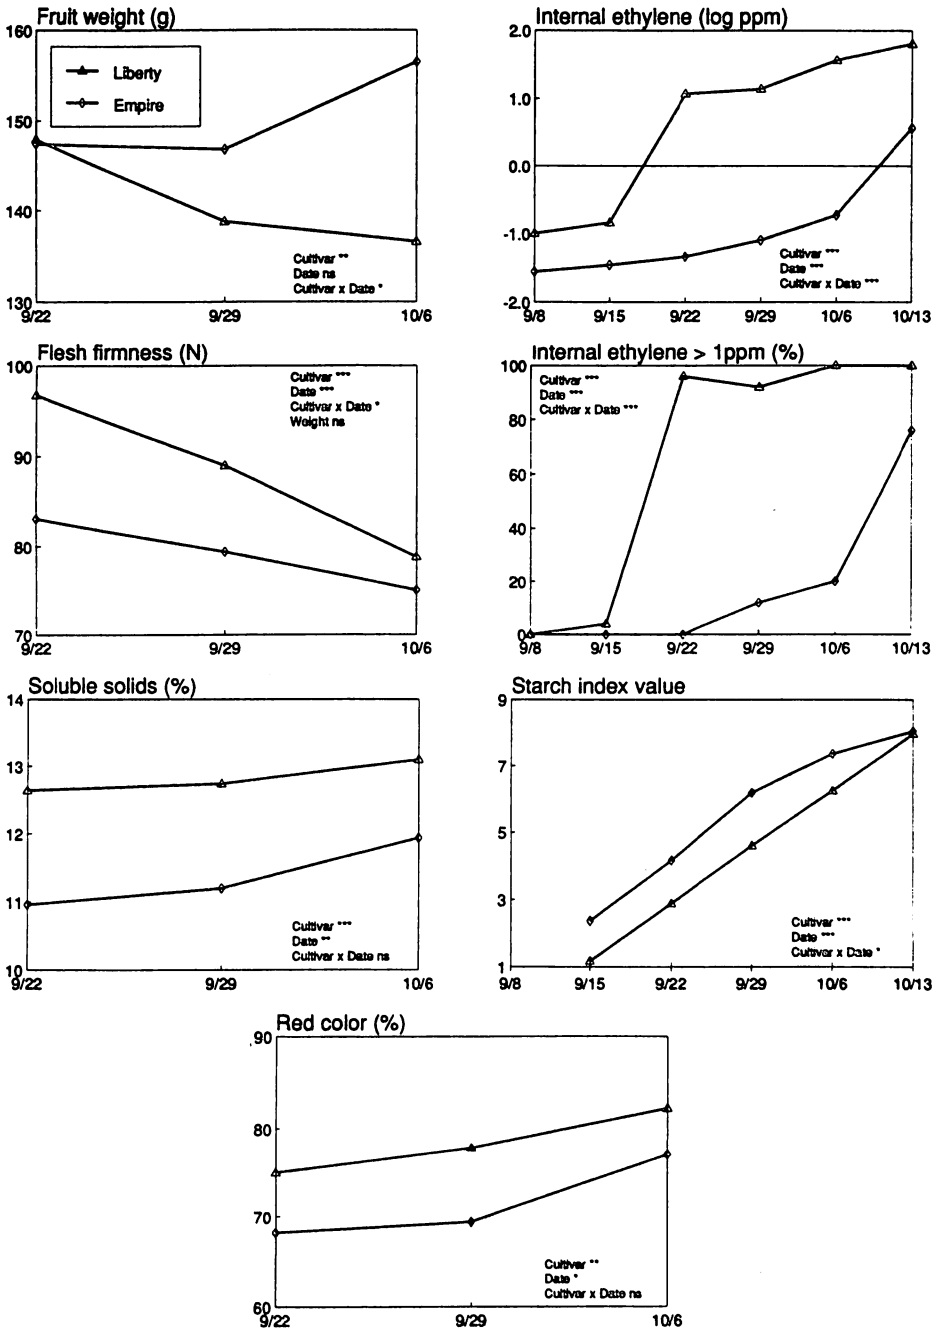 Fruit weight (g)
160
150
140
130
Liberty
Empire
Cultivar **
Date ns
Cultivar x Date *
9/22
9/29
10/6
Internal ethylene (log ppm)
2.0
1.0
0.0
-1.0
-2.0
Cultivar ***
Date ***
Cultivar x Date ***
9/8
9/15
9/22
9/29
10/6
10/13
Flesh firmness (N)
100
90
80
70
Cultivar ***
Date ***
Cultivar x Date *
Weight ns
9/22
9/29
10/6
Internal ethylene > 1ppm (%)
100
80
60
40
20
0
Cultivar ***
Date ***
Cultivar x Date ***
9/8
9/15
9/22
9/29
10/6
10/13
Soluble solids (%)
14
13
12
11
10
Cultivar ***
Date **
Cultivar x Date ns
9/22
9/29
10/6
Starch index value
9
7
5
3
1
Cultivar ***
Date ***
Cultivar x Date *
9/8
9/15
9/22
9/29
10/6
10/13
Red color (%)
90
80
70
60
Cultivar **
Date *
Cultivar x Date ns
9/22
9/29
10/6